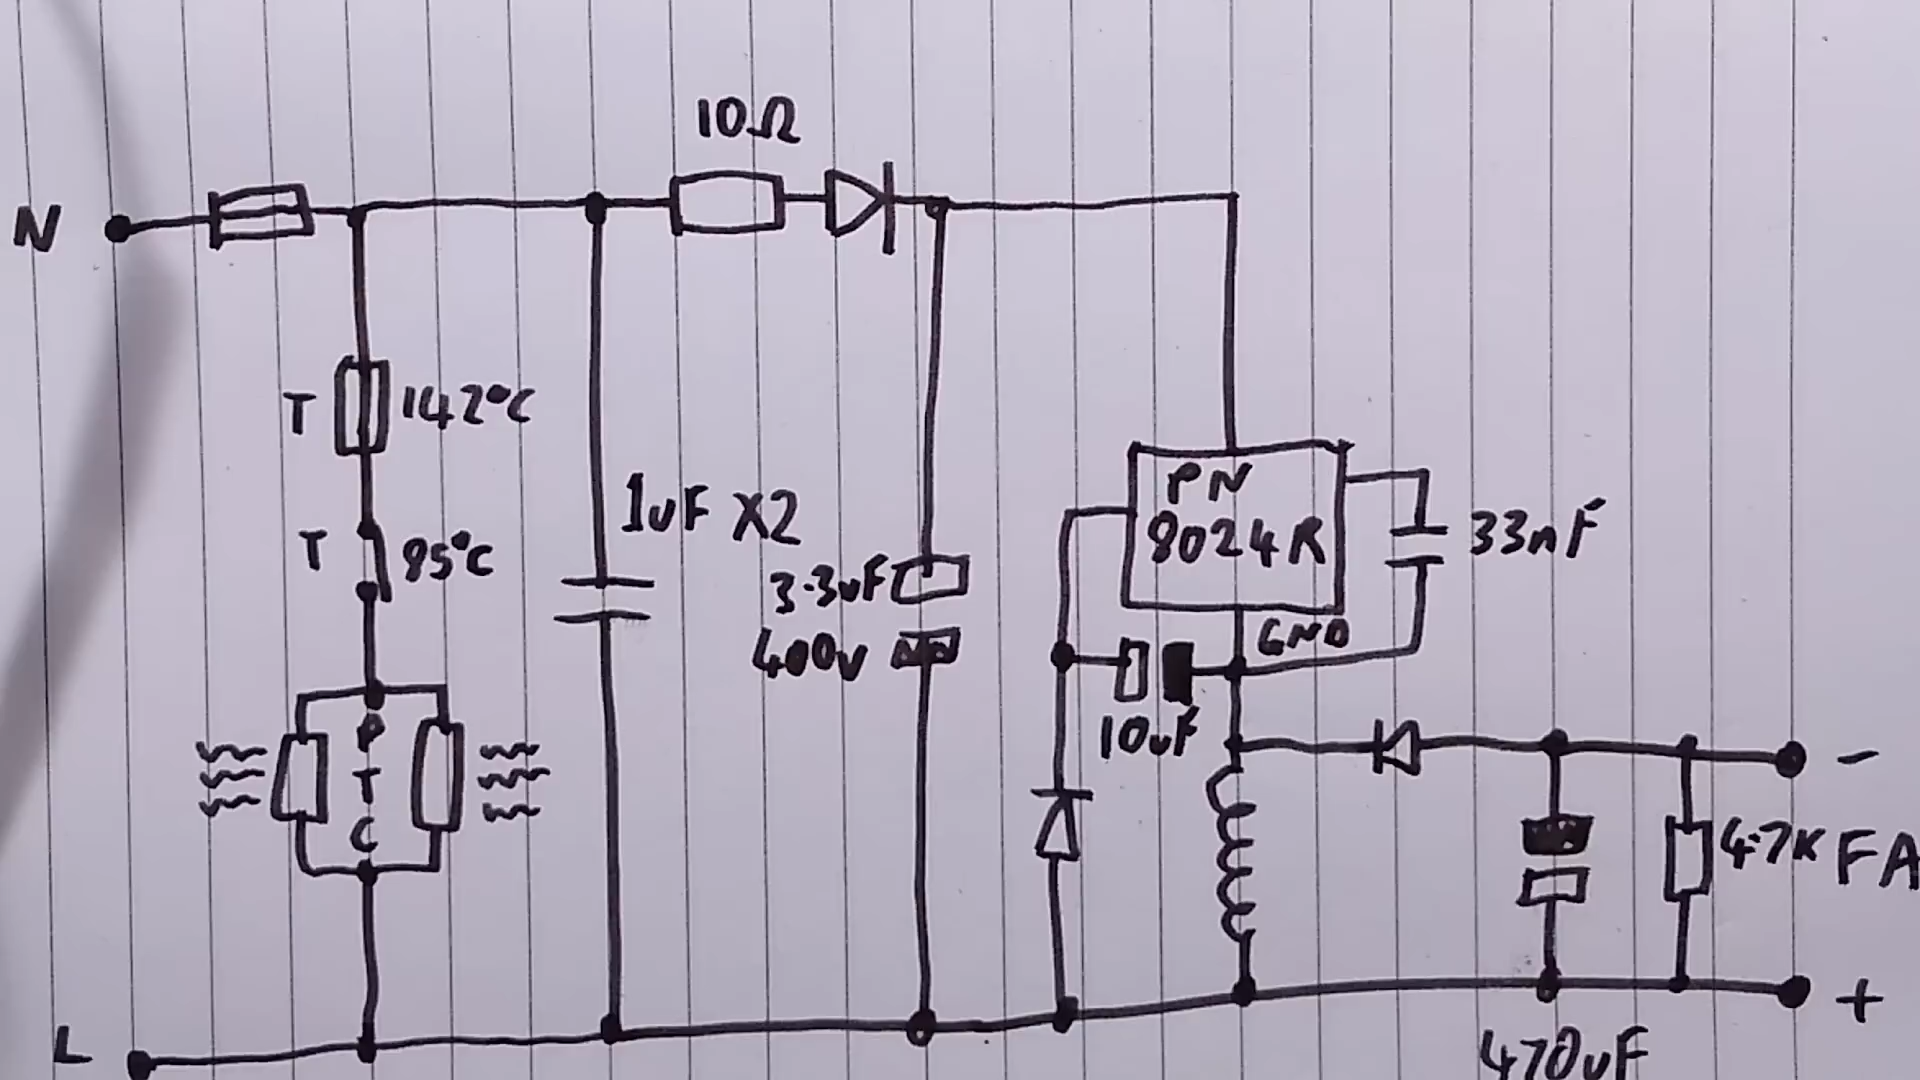 10Ω
N
T 142°C
1uF X2
T 85°C
3.3uF
400v
PN
8024R
33nF
GND
10uF
P
T
C
-
4.7K
FA
+
L
470uF